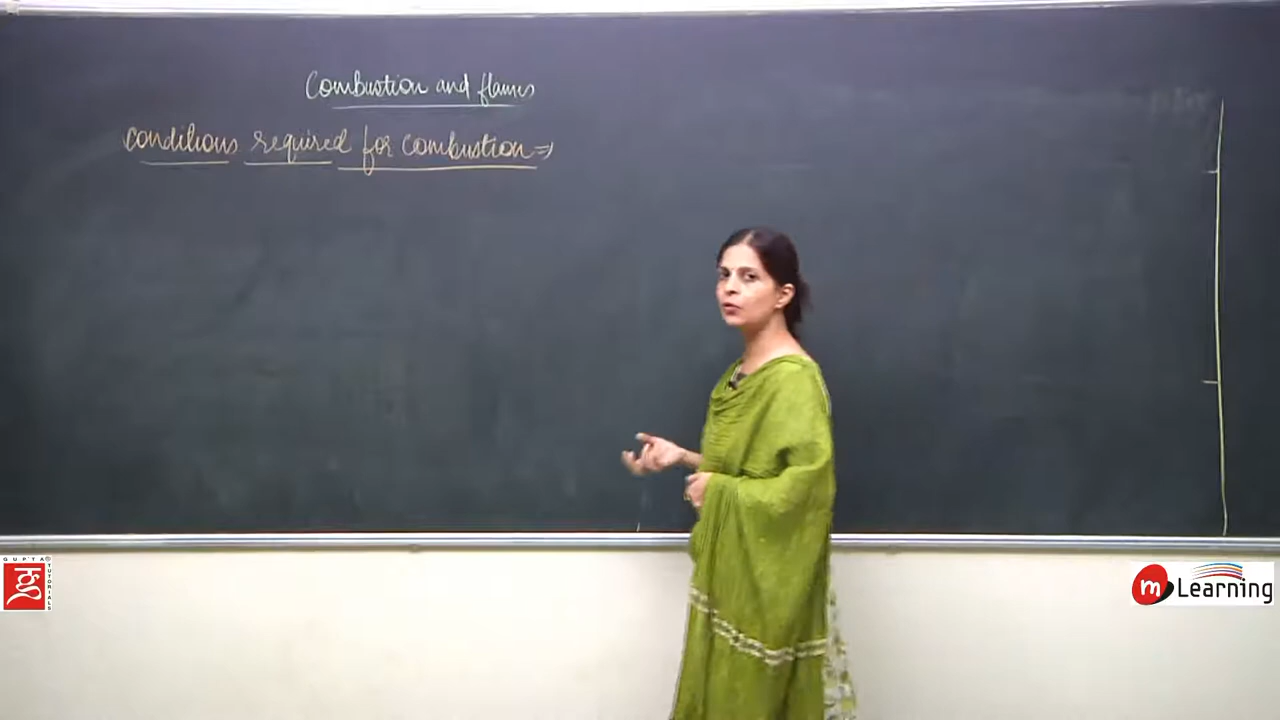 Combustion and flames
Conditions required for combustion ⇒
GUPTA
TUTORIALS
m Learning